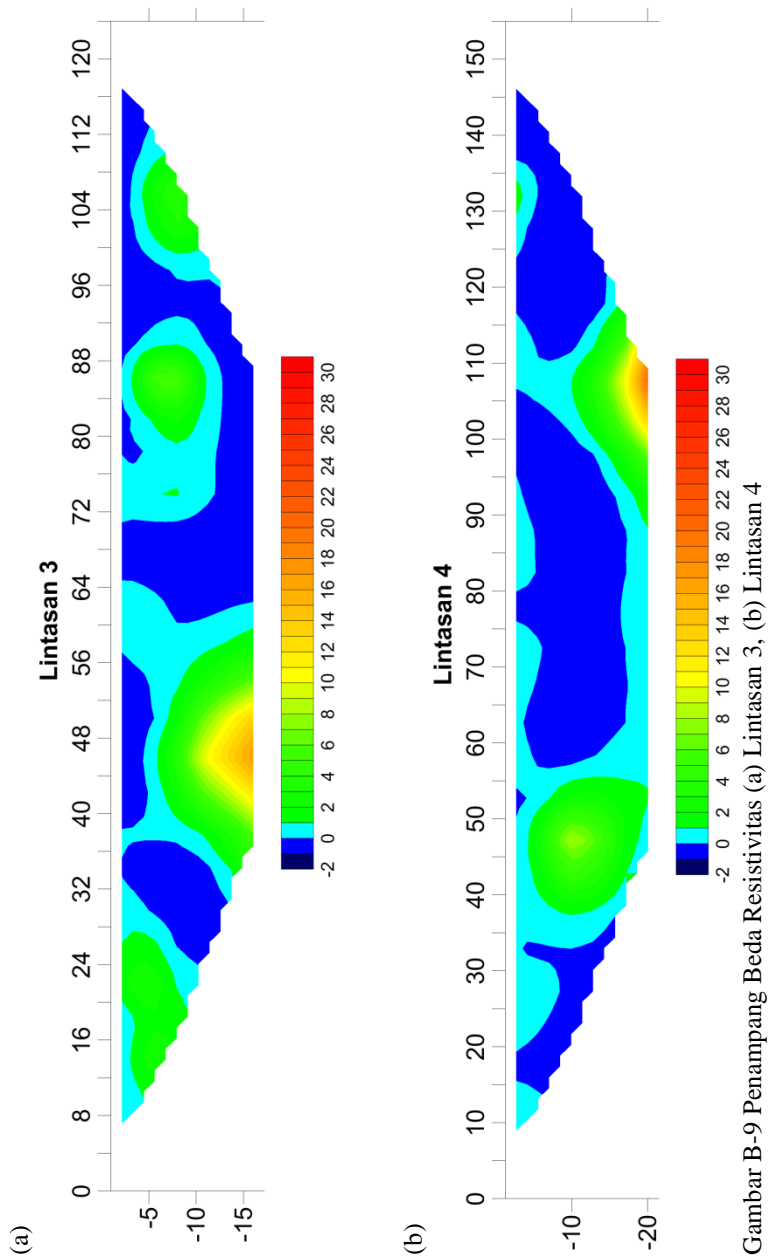 (a)
Lintasan 3
0 8 16 24 32 40 48 56 64 72 80 88 96 104 112 120
-5
-10
-15
-2 0 2 4 6 8 10 12 14 16 18 20 22 24 26 28 30
(b)
Lintasan 4
0 10 20 30 40 50 60 70 80 90 100 110 120 130 140 150
-10
-20
-2 0 2 4 6 8 10 12 14 16 18 20 22 24 26 28 30
Gambar B-9 Penampang Beda Resistivitas (a) Lintasan 3, (b) Lintasan 4